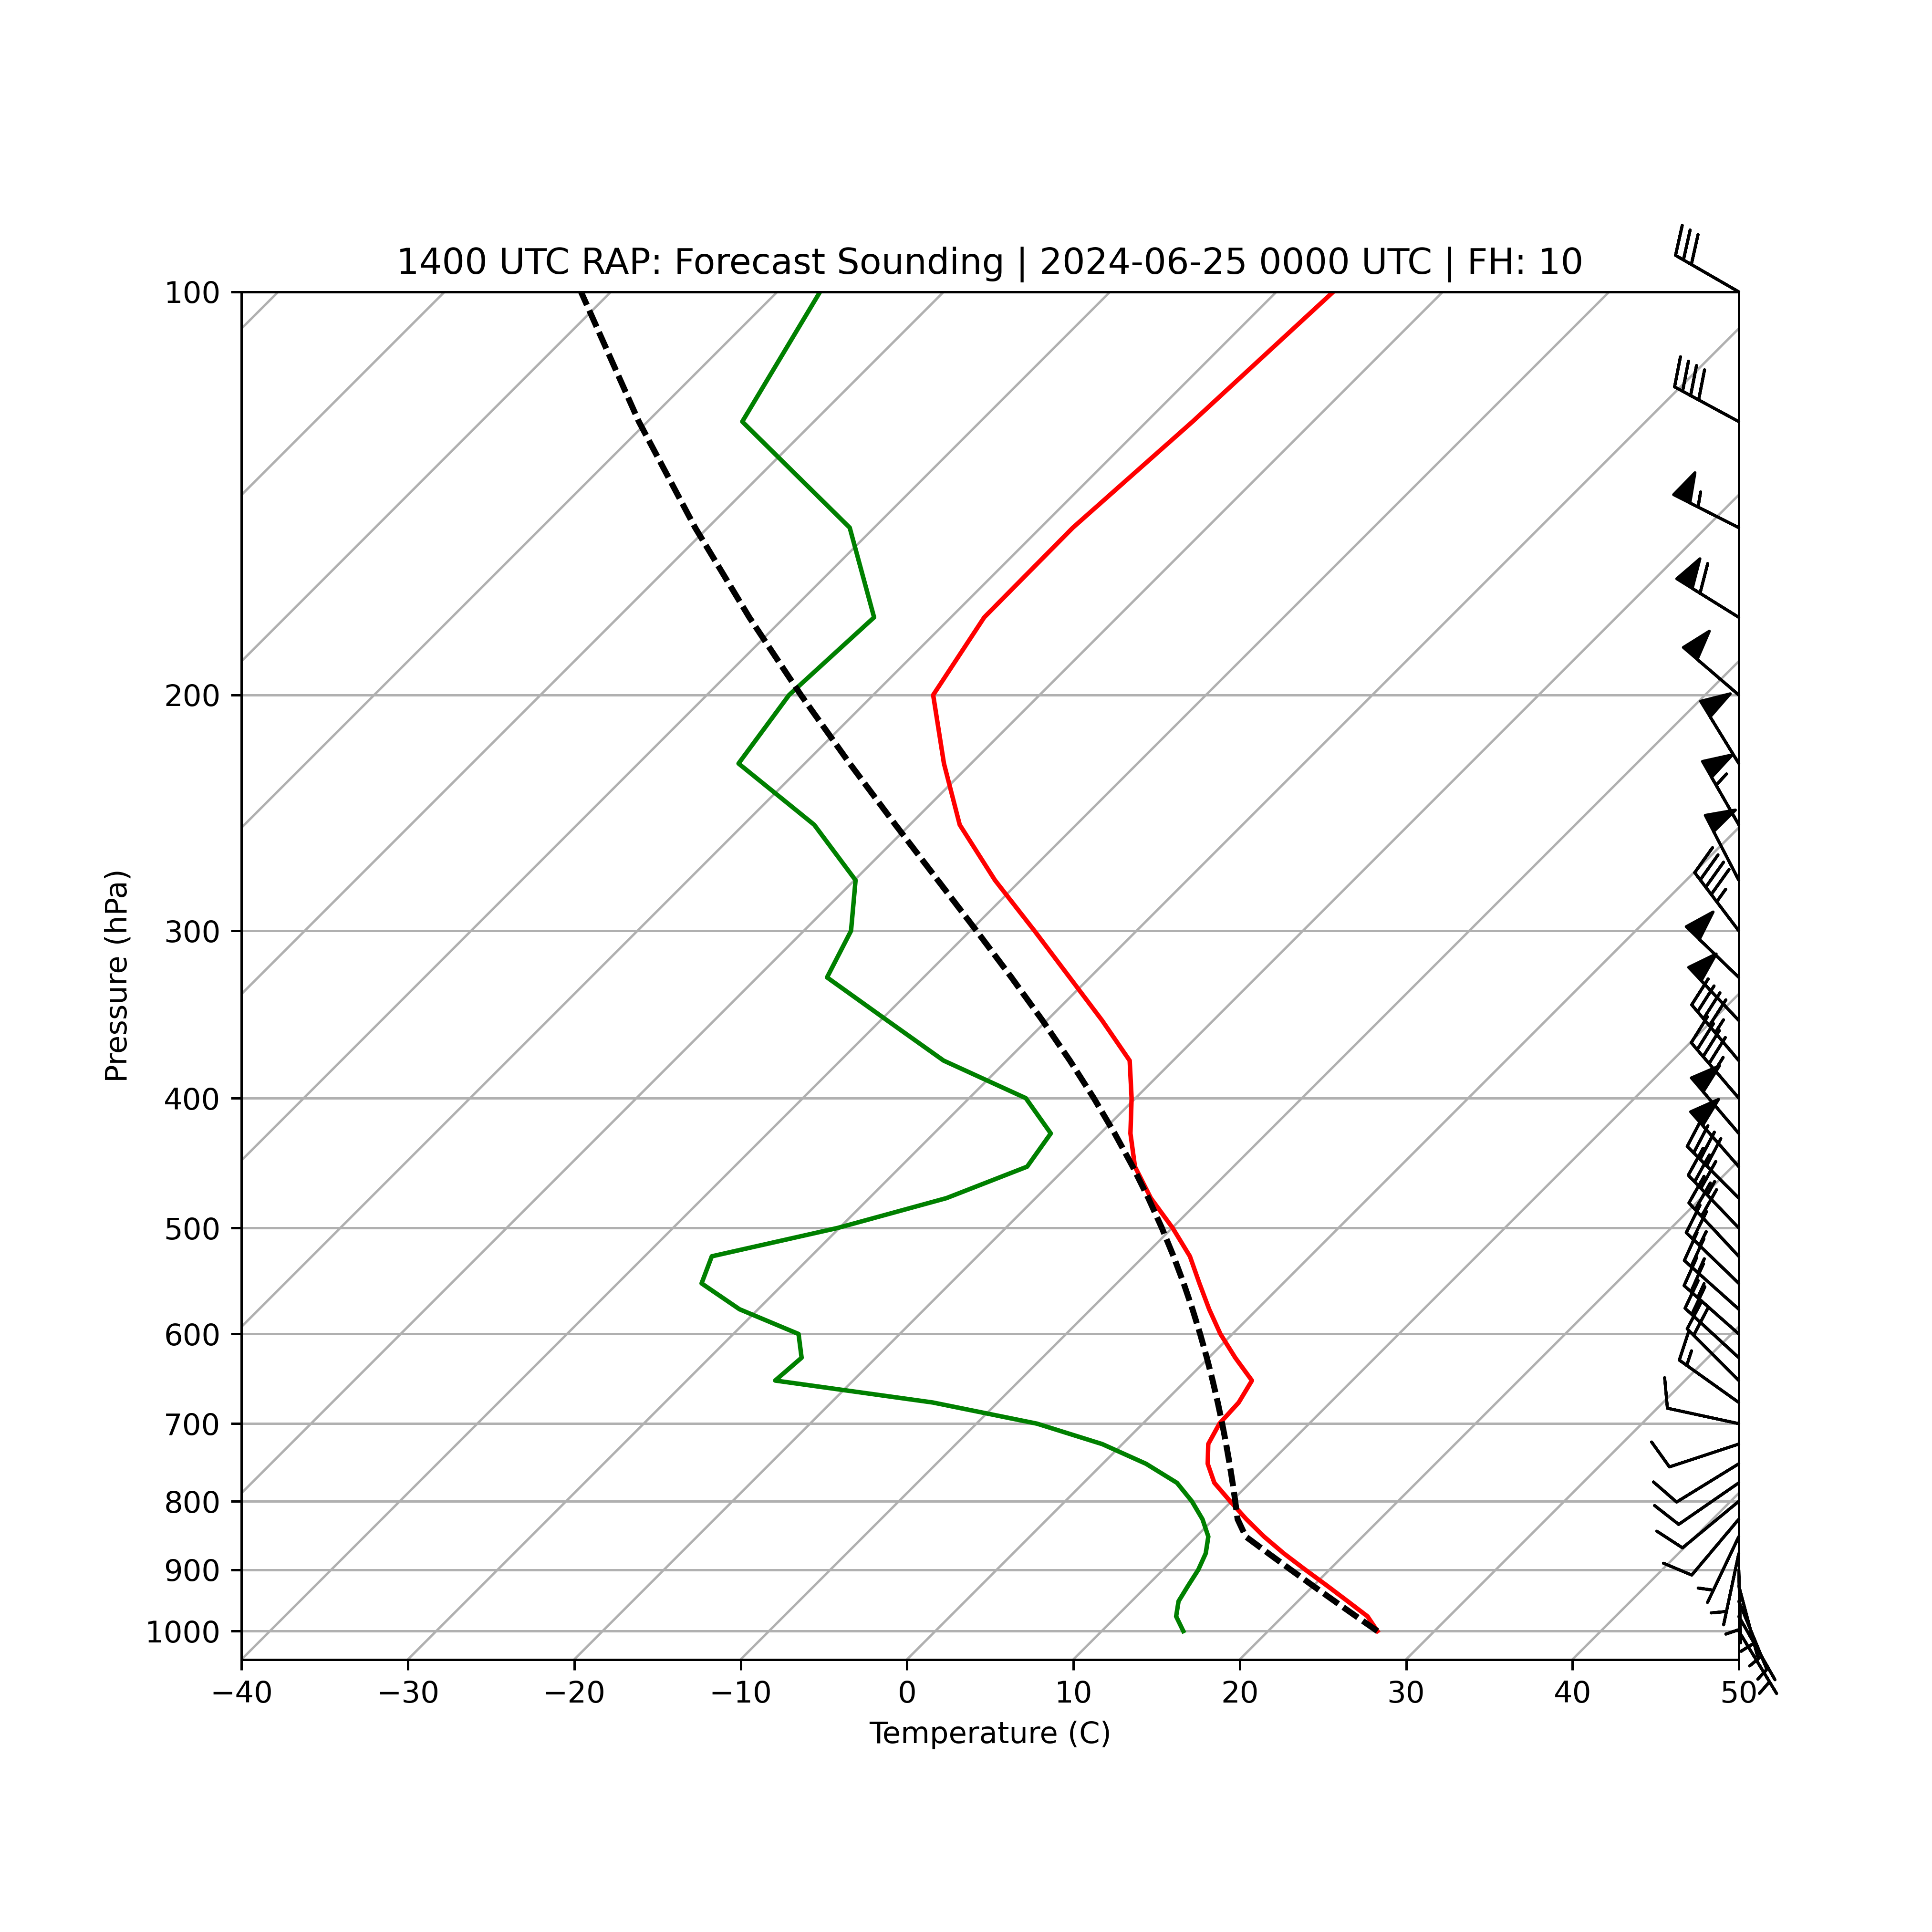 1400 UTC RAP: Forecast Sounding | 2024-06-25 0000 UTC | FH: 10
100
200
300
400
500
600
700
800
900
1000
Pressure (hPa)
−40 −30 −20 −10 0 10 20 30 40 50
Temperature (C)